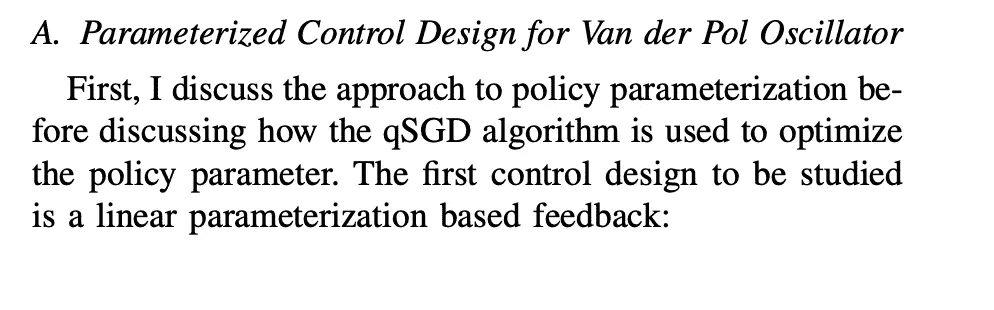 A. Parameterized Control Design for Van der Pol Oscillator
First, I discuss the approach to policy parameterization be-
fore discussing how the qSGD algorithm is used to optimize
the policy parameter. The first control design to be studied
is a linear parameterization based feedback: